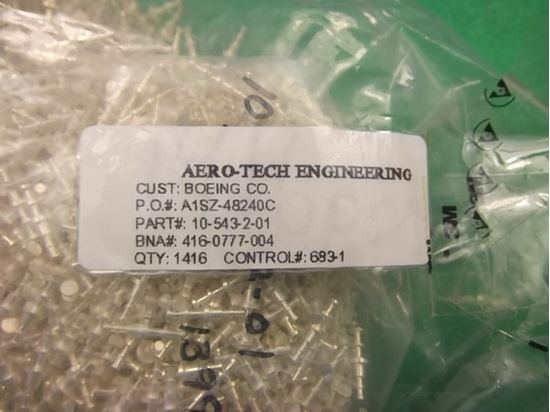 AERO-TECH ENGINEERING
CUST: BOEING CO.
P.O.#: A1SZ-48240C
PART#: 10-543-2-01
BNA#: 416-0777-004
QTY: 1416 CONTROL#: 683-1
3M